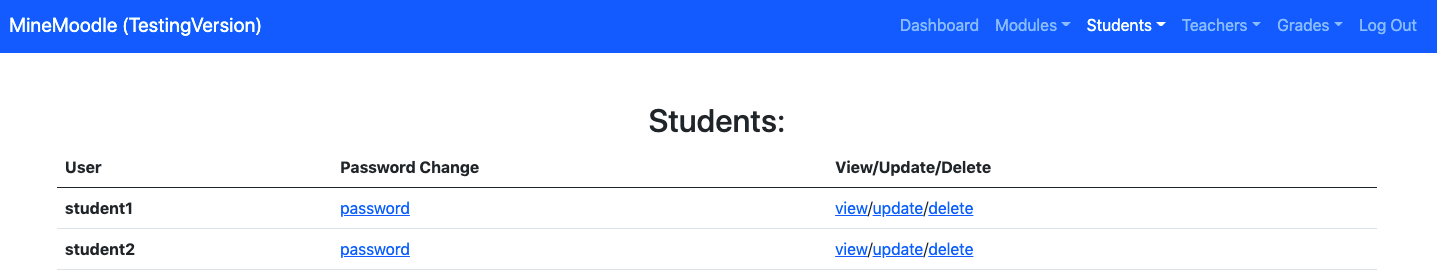 MineMoodle (TestingVersion) Dashboard Modules Students Teachers Grades Log Out
Students:
User Password Change View/Update/Delete
student1 password view/update/delete
student2 password view/update/delete